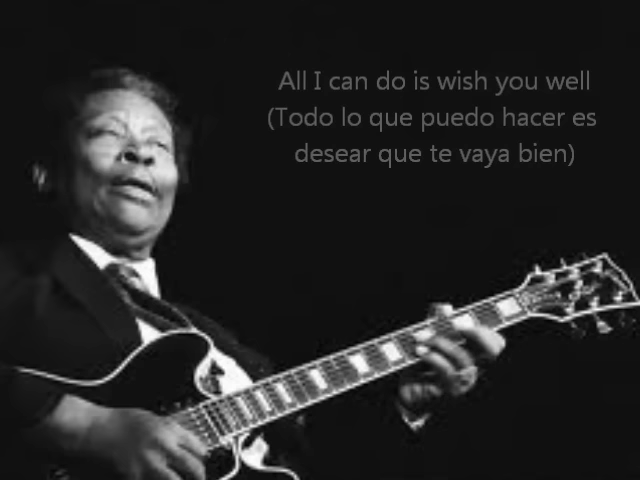 All I can do is wish you well
(Todo lo que puedo hacer es
desear que te vaya bien)